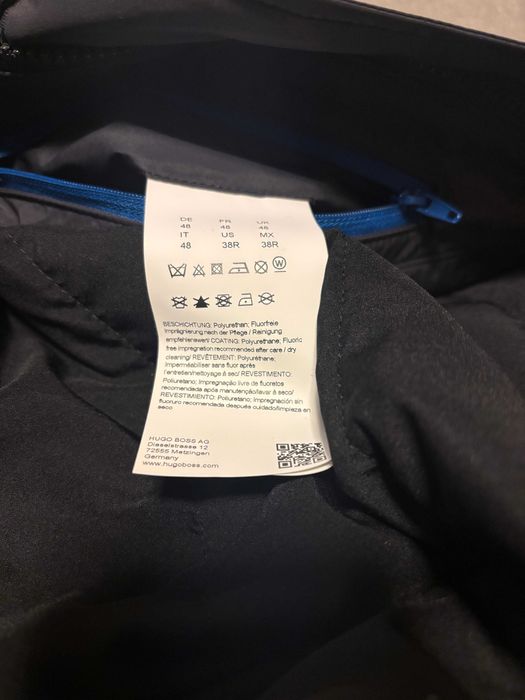 DE FR UK
48 48 48
IT US MX
48 38R 38R
W
BESCHICHTUNG: Polyurethan; Fluorfreie
Imprägnierung nach der Pflege / Reinigung
empfehlenswert/ COATING: Polyurethane; Fluoric
free impregnation recommended after care / dry
cleaning/ REVÊTEMENT: Polyuréthane;
Imperméabiliser sans fluor après
l'entretien/nettoyage à sec/ REVESTIMENTO:
Poliuretano; Impregnação livre de fluoretos
recomendada após manutenção/lavar à seco/
REVESTIMIENTO: Poliuretano; Impregnación sin
fluoruro recomendada después cuidado/limpieza en
seco
HUGO BOSS AG
Dieselstrasse 12
72555 Metzingen
Germany
www.hugoboss.com